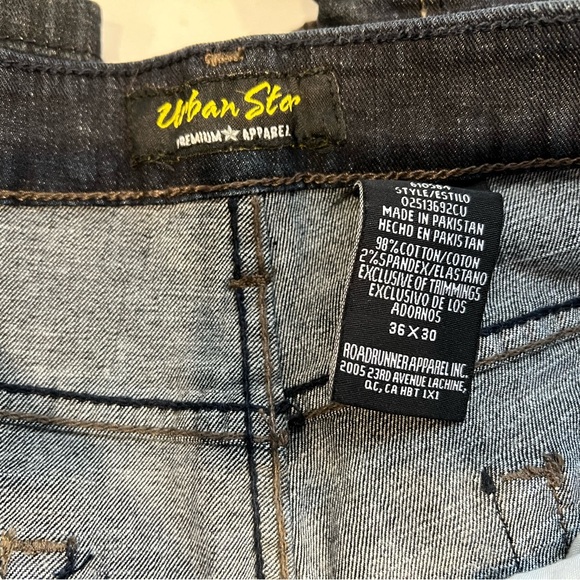 Urban Star
PREMIUM★APPAREL
STYLE/ESTILO
02513692CU
MADE IN PAKISTAN
HECHO EN PAKISTAN
98% COTTON/COTON
2% SPANDEX/ELASTANO
EXCLUSIVE OF TRIMMINGS
EXCLUSIVO DE LOS
ADORNOS
36 X 30
ROADRUNNER APPAREL INC.
2005 23RD AVENUE LACHINE,
Q.C, CA H8T 1X1